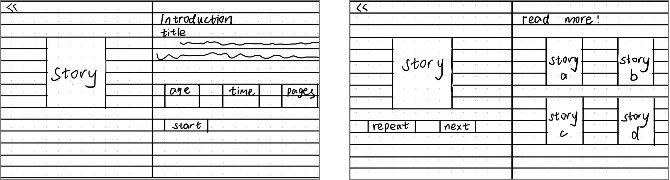 <<
Introduction
title
story
age time pages
start
<<
read more!
story
story a
story b
repeat next
story c
story d